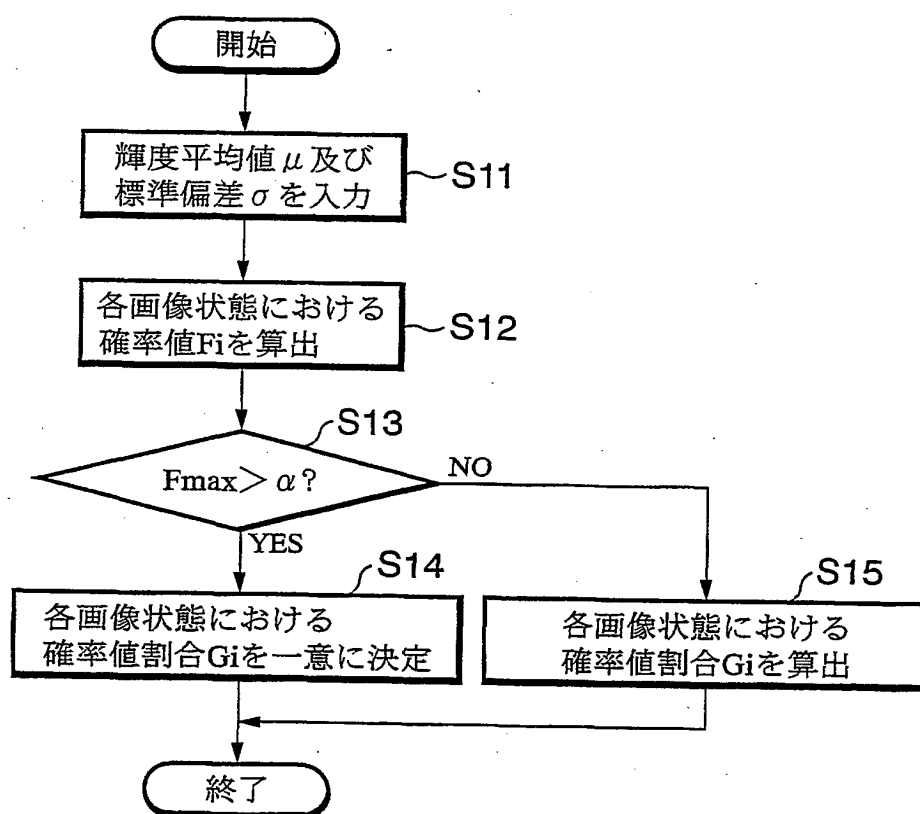 開始
輝度平均値μ及び
標準偏差σを入力
S11
各画像状態における
確率値Fiを算出
S12
S13
Fmax＞α?
NO
YES
S14
各画像状態における
確率値割合Giを一意に決定
S15
各画像状態における
確率値割合Giを算出
終了